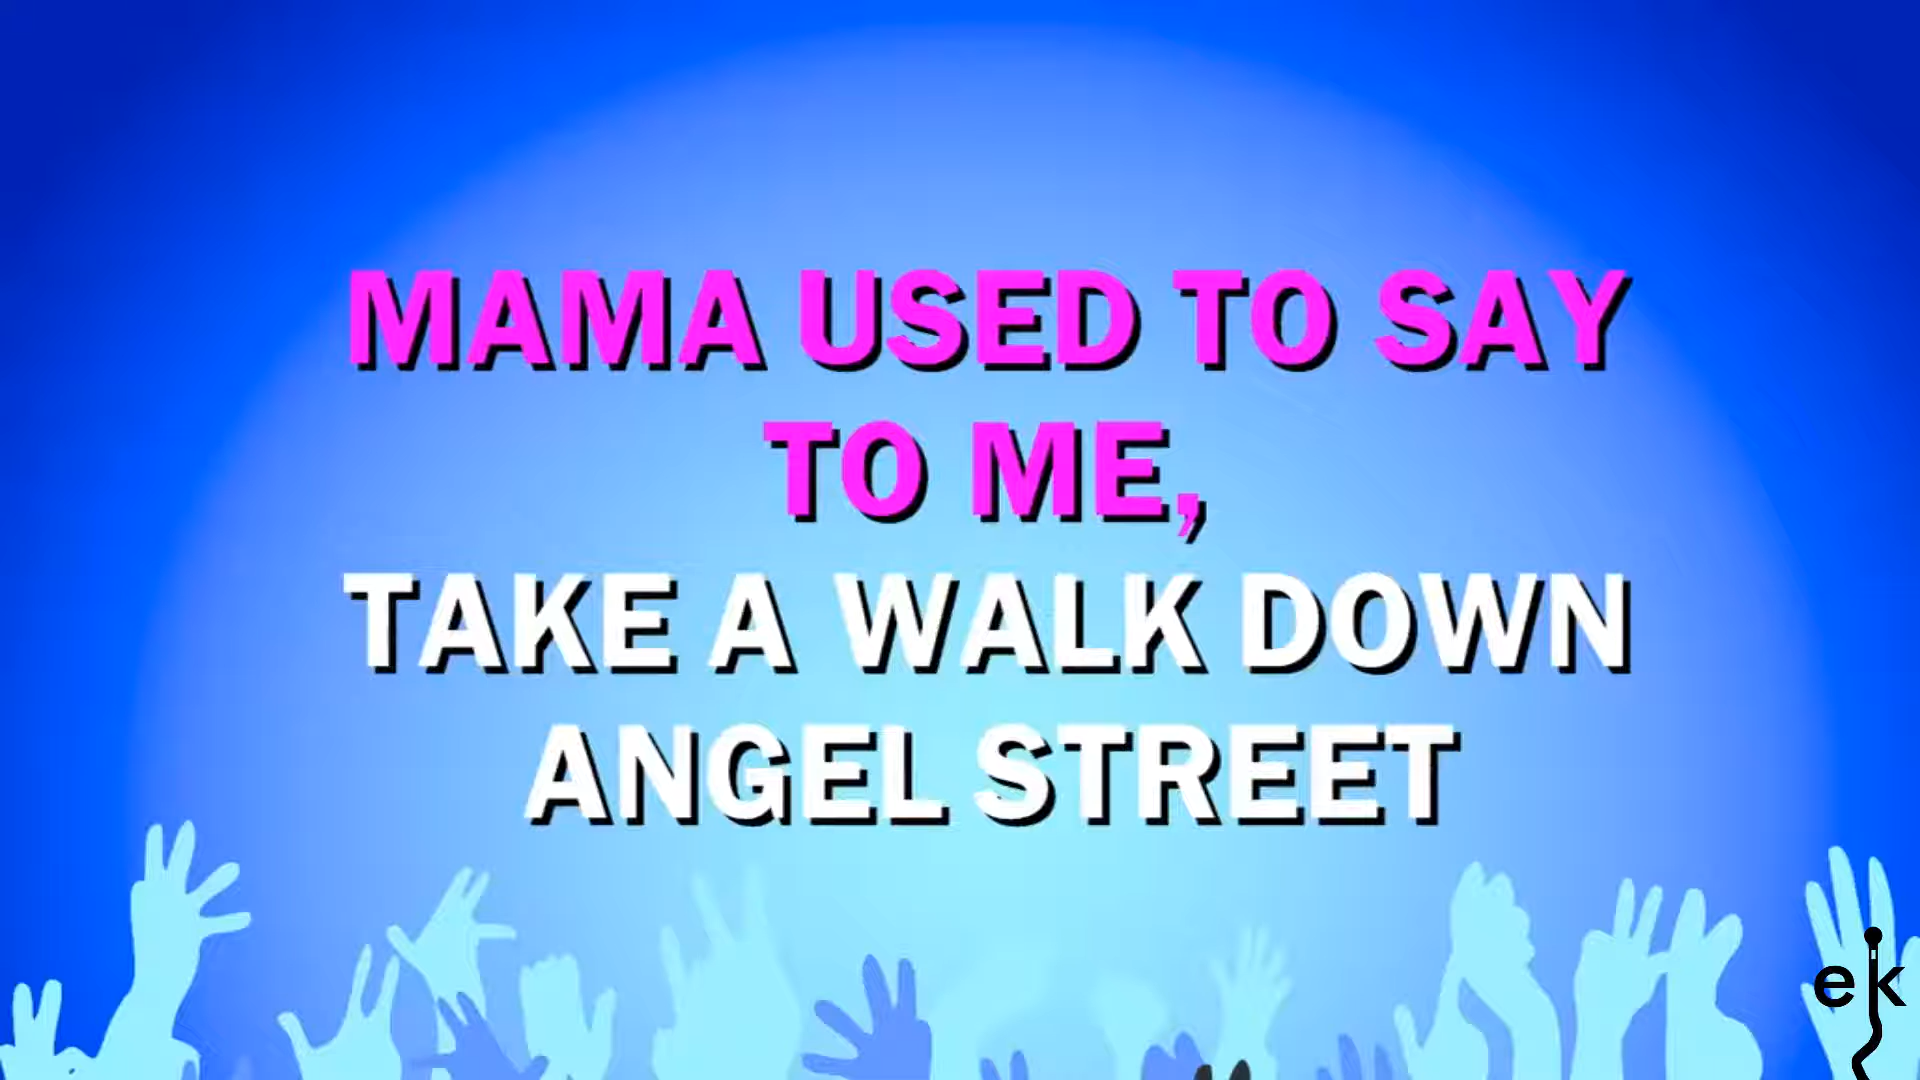 MAMA USED TO SAY
TO ME,
TAKE A WALK DOWN
ANGEL STREET
ek